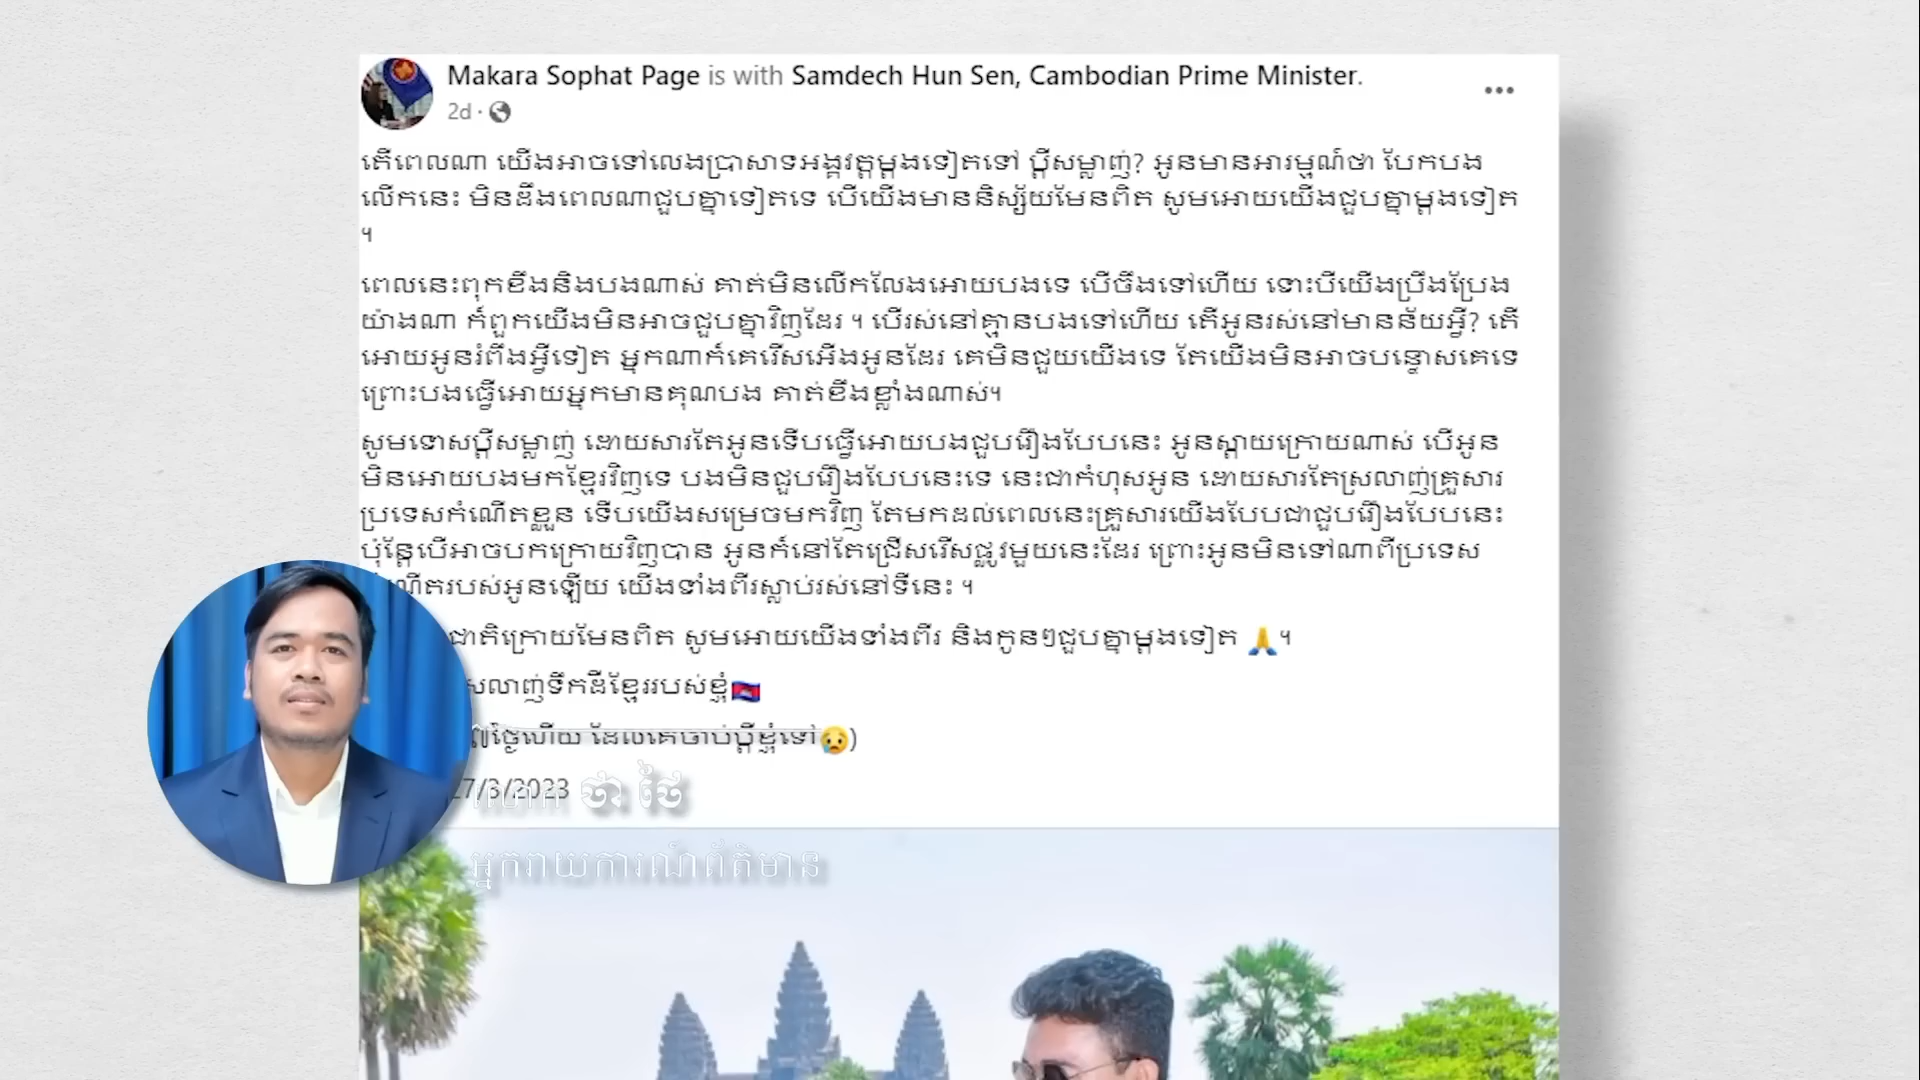 Makara Sophat Page is with Samdech Hun Sen, Cambodian Prime Minister.
2d ·
តើពេលណា យើងអាចទៅលេងប្រាសាទអង្គវត្តម្តងទៀតទៅ ប្តីសម្លាញ់? អូនមានអារម្មណ៍ថា បែកបង
លើកនេះ មិនដឹងពេលណាជួបគ្នាទៀតទេ បើយើងមាននិស្ស័យមែនពិត សូមអោយយើងជួបគ្នាម្តងទៀត
។
ពេលនេះពុកខឹងនិងបងណាស់ គាត់មិនលើកលែងអោយបងទេ បើចឹងទៅហើយ ទោះបីយើងប្រឹងប្រែង
យ៉ាងណា ក៍ពួកយើងមិនអាចជួបគ្នាវិញដែរ ។ បើរស់នៅគ្មានបងទៅហើយ តើអូនរស់នៅមានន័យអ្វី? តើ
អោយអូនរំពឹងអ្វីទៀត អ្នកណាក៍គេរើសអើងអូនដែរ គេមិនជួយយើងទេ តែយើងមិនអាចបន្ទោសគេទេ
ព្រោះបងធ្វើអោយអ្នកមានគុណបង គាត់ខឹងខ្លាំងណាស់។
សូមទោសប្តីសម្លាញ់ ដោយសារតែអូនទើបធ្វើអោយបងជួបរឿងបែបនេះ អូនស្តាយក្រោយណាស់ បើអូន
មិនអោយបងមកខ្មែរវិញទេ បងមិនជួបរឿងបែបនេះទេ នេះជាកំហុសអូន ដោយសារតែស្រលាញ់គ្រួសារ
ប្រទេសកំណើតខ្លួន ទើបយើងសម្រេចមកវិញ តែមកដល់ពេលនេះគ្រួសារយើងបែបជាជួបរឿងបែបនេះ
ប៉ុន្តែបើអាចបកក្រោយវិញបាន អូនក៍នៅតែជ្រើសរើសផ្លូវមួយនេះដែរ ព្រោះអូនមិនទៅណាពីប្រទេស
របស់អូនឡើយ យើងទាំងពីរស្លាប់រស់នៅទីនេះ ។
ជាតិក្រោយមែនពិត សូមអោយយើងទាំងពីរ និងកូនៗជួបគ្នាម្តងទៀត 🙏។
ទឹកដីខ្មែររបស់ខ្ញុំ🇰🇭
ថ្ងៃហើយ ដែលគេចាប់ប្តីខ្ញុំទៅ😢)
7/3/2023
លោក ថា ថៃ
អ្នករាយការណ៍ព័ត៌មាន